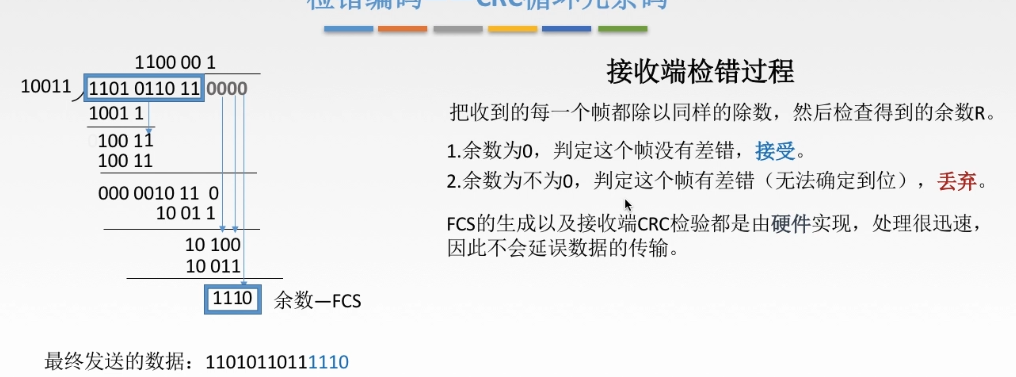 检错编码 CRC循环冗余码
1100 00 1
10011
1101 0110 11 0000
1001 1
100 11
100 11
000 0010 11 0
10 01 1
10 100
10 011
1110 余数—FCS
最终发送的数据：11010110111110
接收端检错过程
把收到的每一个帧都除以同样的除数，然后检查得到的余数R。
1.余数为0，判定这个帧没有差错，接受。
2.余数为不为0，判定这个帧有差错（无法确定到位），丢弃。
FCS的生成以及接收端CRC检验都是由硬件实现，处理很迅速，
因此不会延误数据的传输。